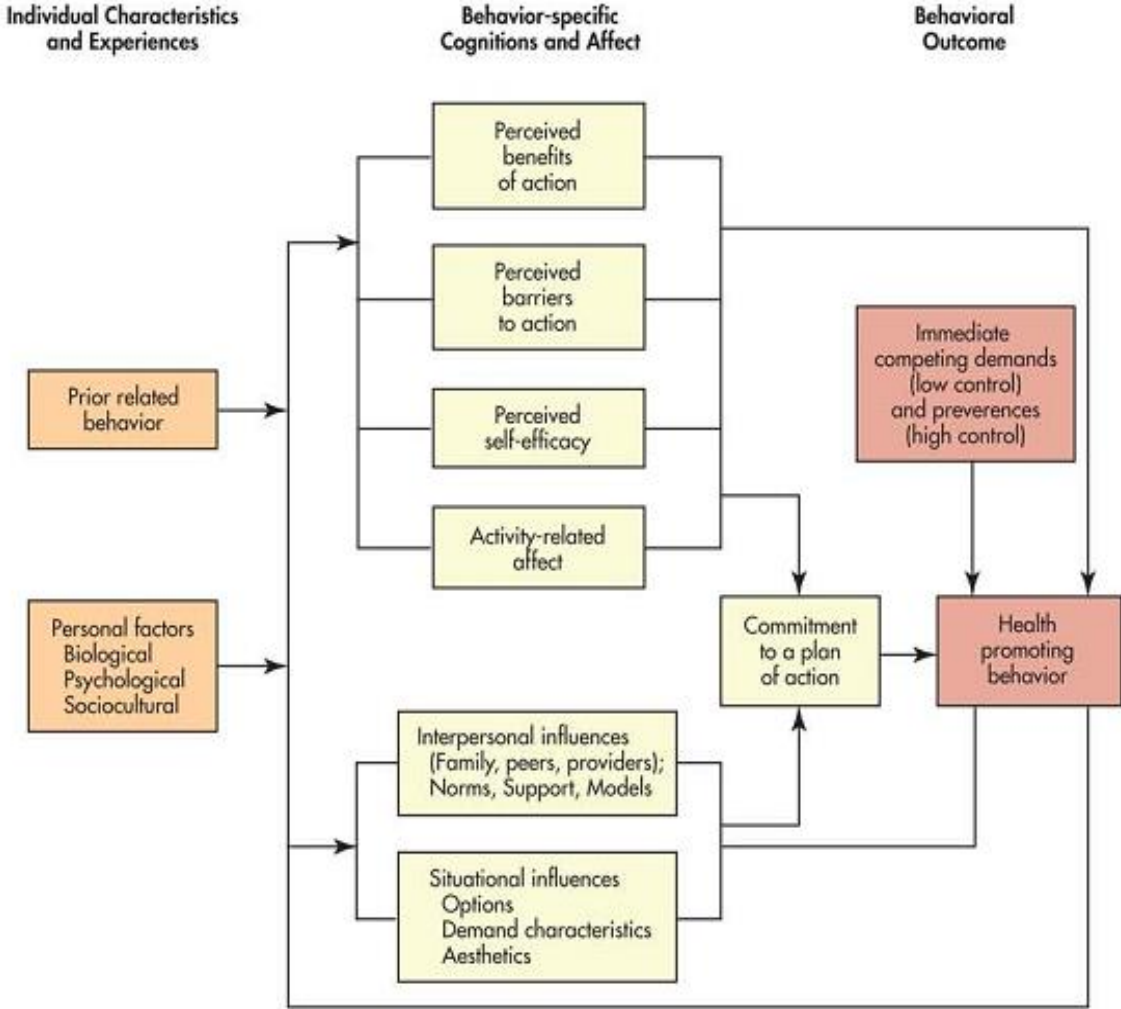 Individual Characteristics
and Experiences
Behavior-specific
Cognitions and Affect
Behavioral
Outcome
Perceived
benefits
of action
Perceived
barriers
to action
Immediate
competing demands
(low control)
and preverences
(high control)
Prior related
behavior
Perceived
self-efficacy
Activity-related
affect
Personal factors
Biological
Psychological
Sociocultural
Commitment
to a plan
of action
Health
promoting
behavior
Interpersonal influences
(Family, peers, providers);
Norms, Support, Models
Situational influences
Options
Demand characteristics
Aesthetics